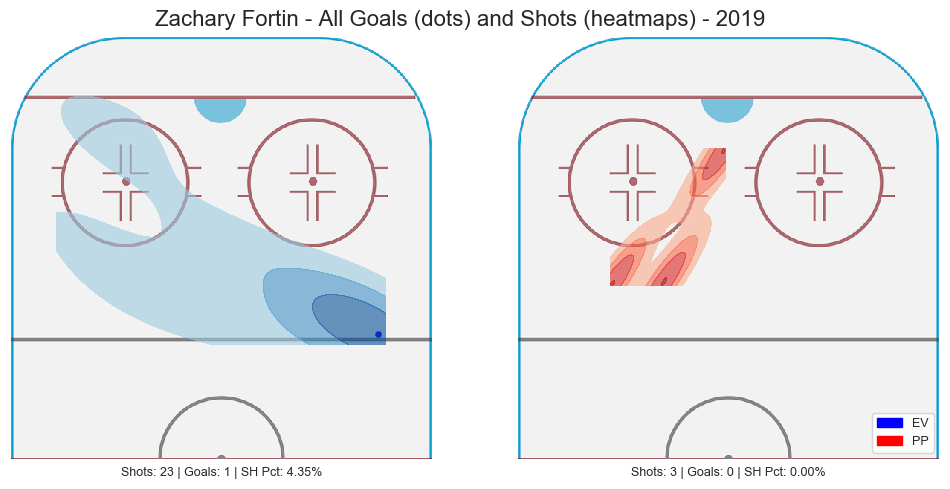 Zachary Fortin - All Goals (dots) and Shots (heatmaps) - 2019
EV
PP
Shots: 23 | Goals: 1 | SH Pct: 4.35%
Shots: 3 | Goals: 0 | SH Pct: 0.00%